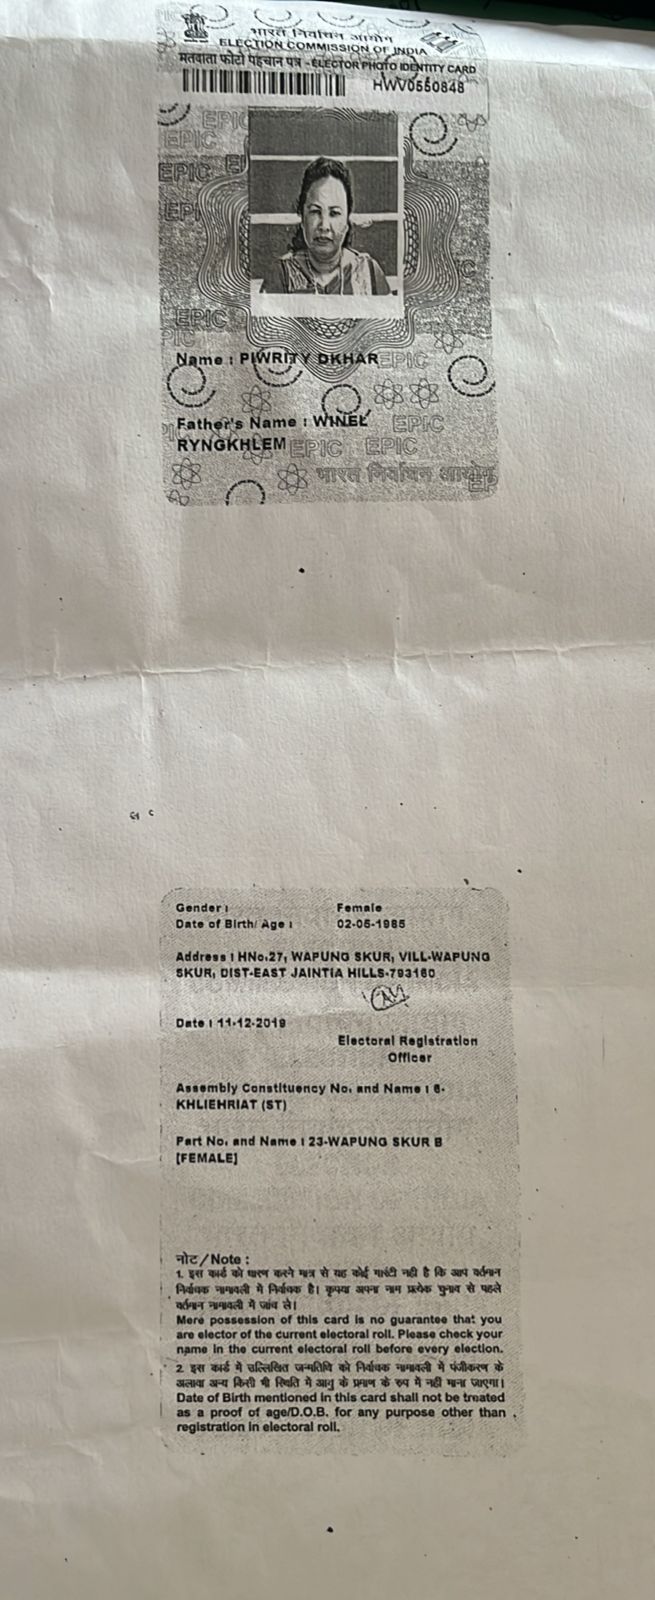 भारत निर्वाचन आयोग
ELECTION COMMISSION OF INDIA
मतदाता फोटो पहचान पत्र - ELECTOR PHOTO IDENTITY CARD
HWV0550848
EPIC
EPIC
EPIC
EPIC
Name : PIWRITY DKHAR
EPIC
Father's Name : WINEL
EPIC
RYNGKHLEM
EPIC EPIC
भारत निर्वाचन आयोग
Gender : Female
Date of Birth/ Age : 02-05-1985
Address : HNo.27, WAPUNG SKUR, VILL-WAPUNG
SKUR, DIST-EAST JAINTIA HILLS-793160
Date : 11-12-2019
Electoral Registration
Officer
Assembly Constituency No. and Name : 6-
KHLIEHRIAT (ST)
Part No. and Name : 23-WAPUNG SKUR B
[FEMALE]
नोट / Note :
1. इस कार्ड को धारण करने मात्र से यह कोई गारंटी नही है कि आप वर्तमान
निर्वाचक नामावली में निर्वाचक है। कृपया अपना नाम प्रत्येक चुनाव से पहले
वर्तमान नामावली में जांच ले।
Mere possession of this card is no guarantee that you
are elector of the current electoral roll. Please check your
name in the current electoral roll before every election.
2. इस कार्ड में उल्लिखित जन्मतिथि को निर्वाचक नामावली में पंजीकरण के
अलावा अन्य किसी भी स्थिति में आयु के प्रमाण के रुप में नही माना जाएगा।
Date of Birth mentioned in this card shall not be treated
as a proof of age/D.O.B. for any purpose other than
registration in electoral roll.